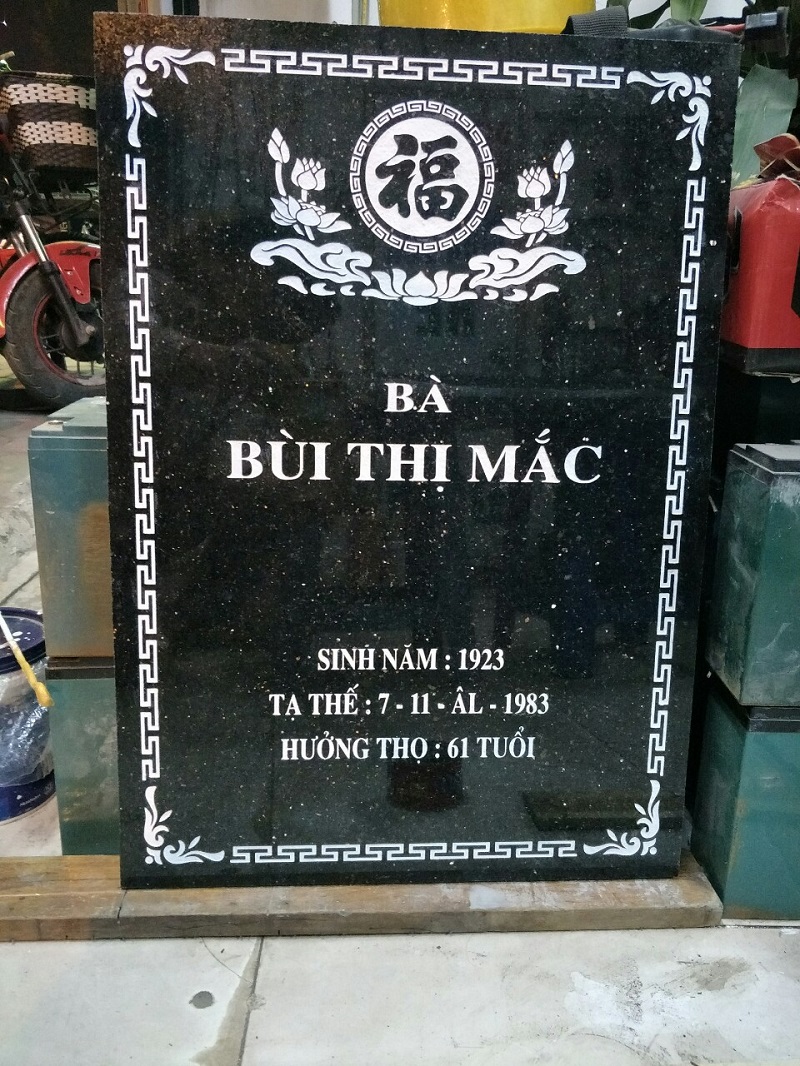 福
BÀ
BÙI THỊ MẮC
SINH NĂM : 1923
TẠ THẾ : 7 - 11 - ÂL - 1983
HƯỞNG THỌ : 61 TUỔI